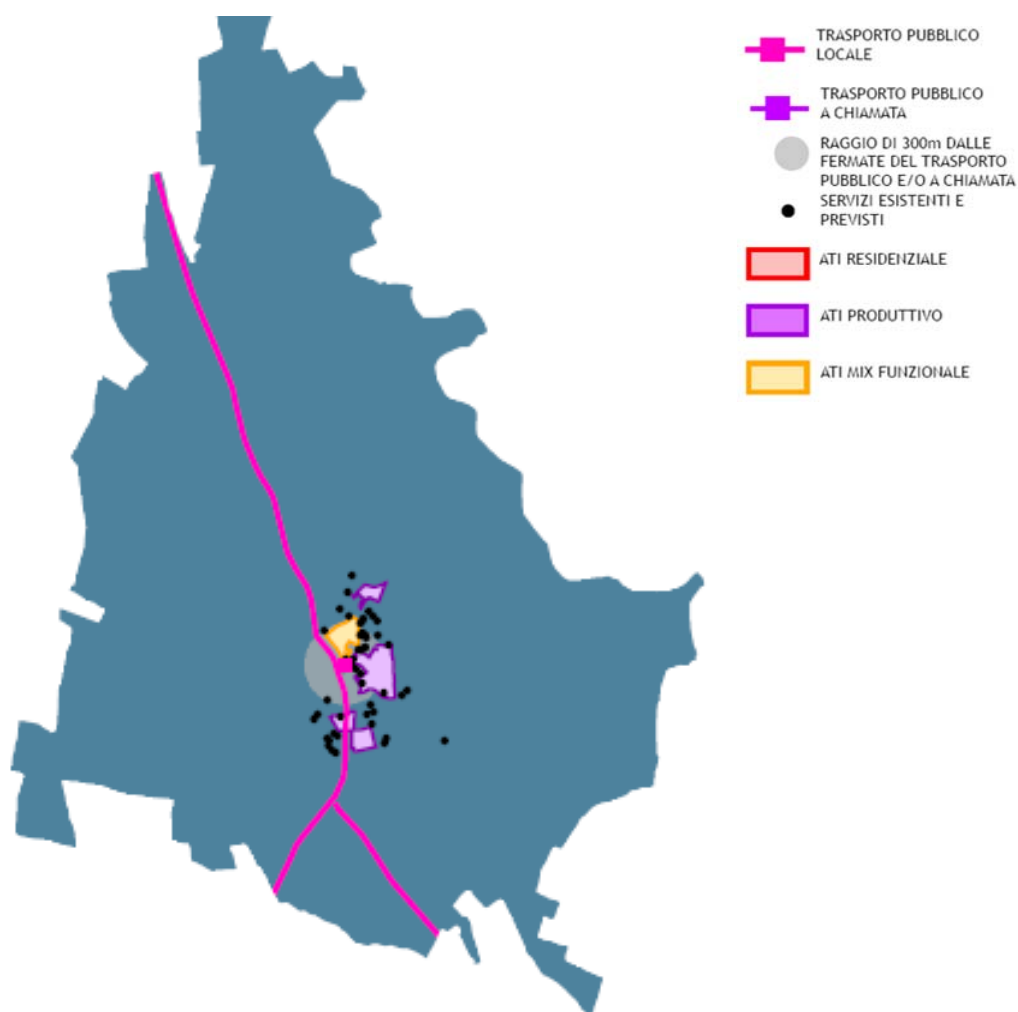 TRASPORTO PUBBLICO
LOCALE
TRASPORTO PUBBLICO
A CHIAMATA
RAGGIO DI 300m DALLE
FERMATE DEL TRASPORTO
PUBBLICO E/O A CHIAMATA
SERVIZI ESISTENTI E
PREVISTI
ATI RESIDENZIALE
ATI PRODUTTIVO
ATI MIX FUNZIONALE